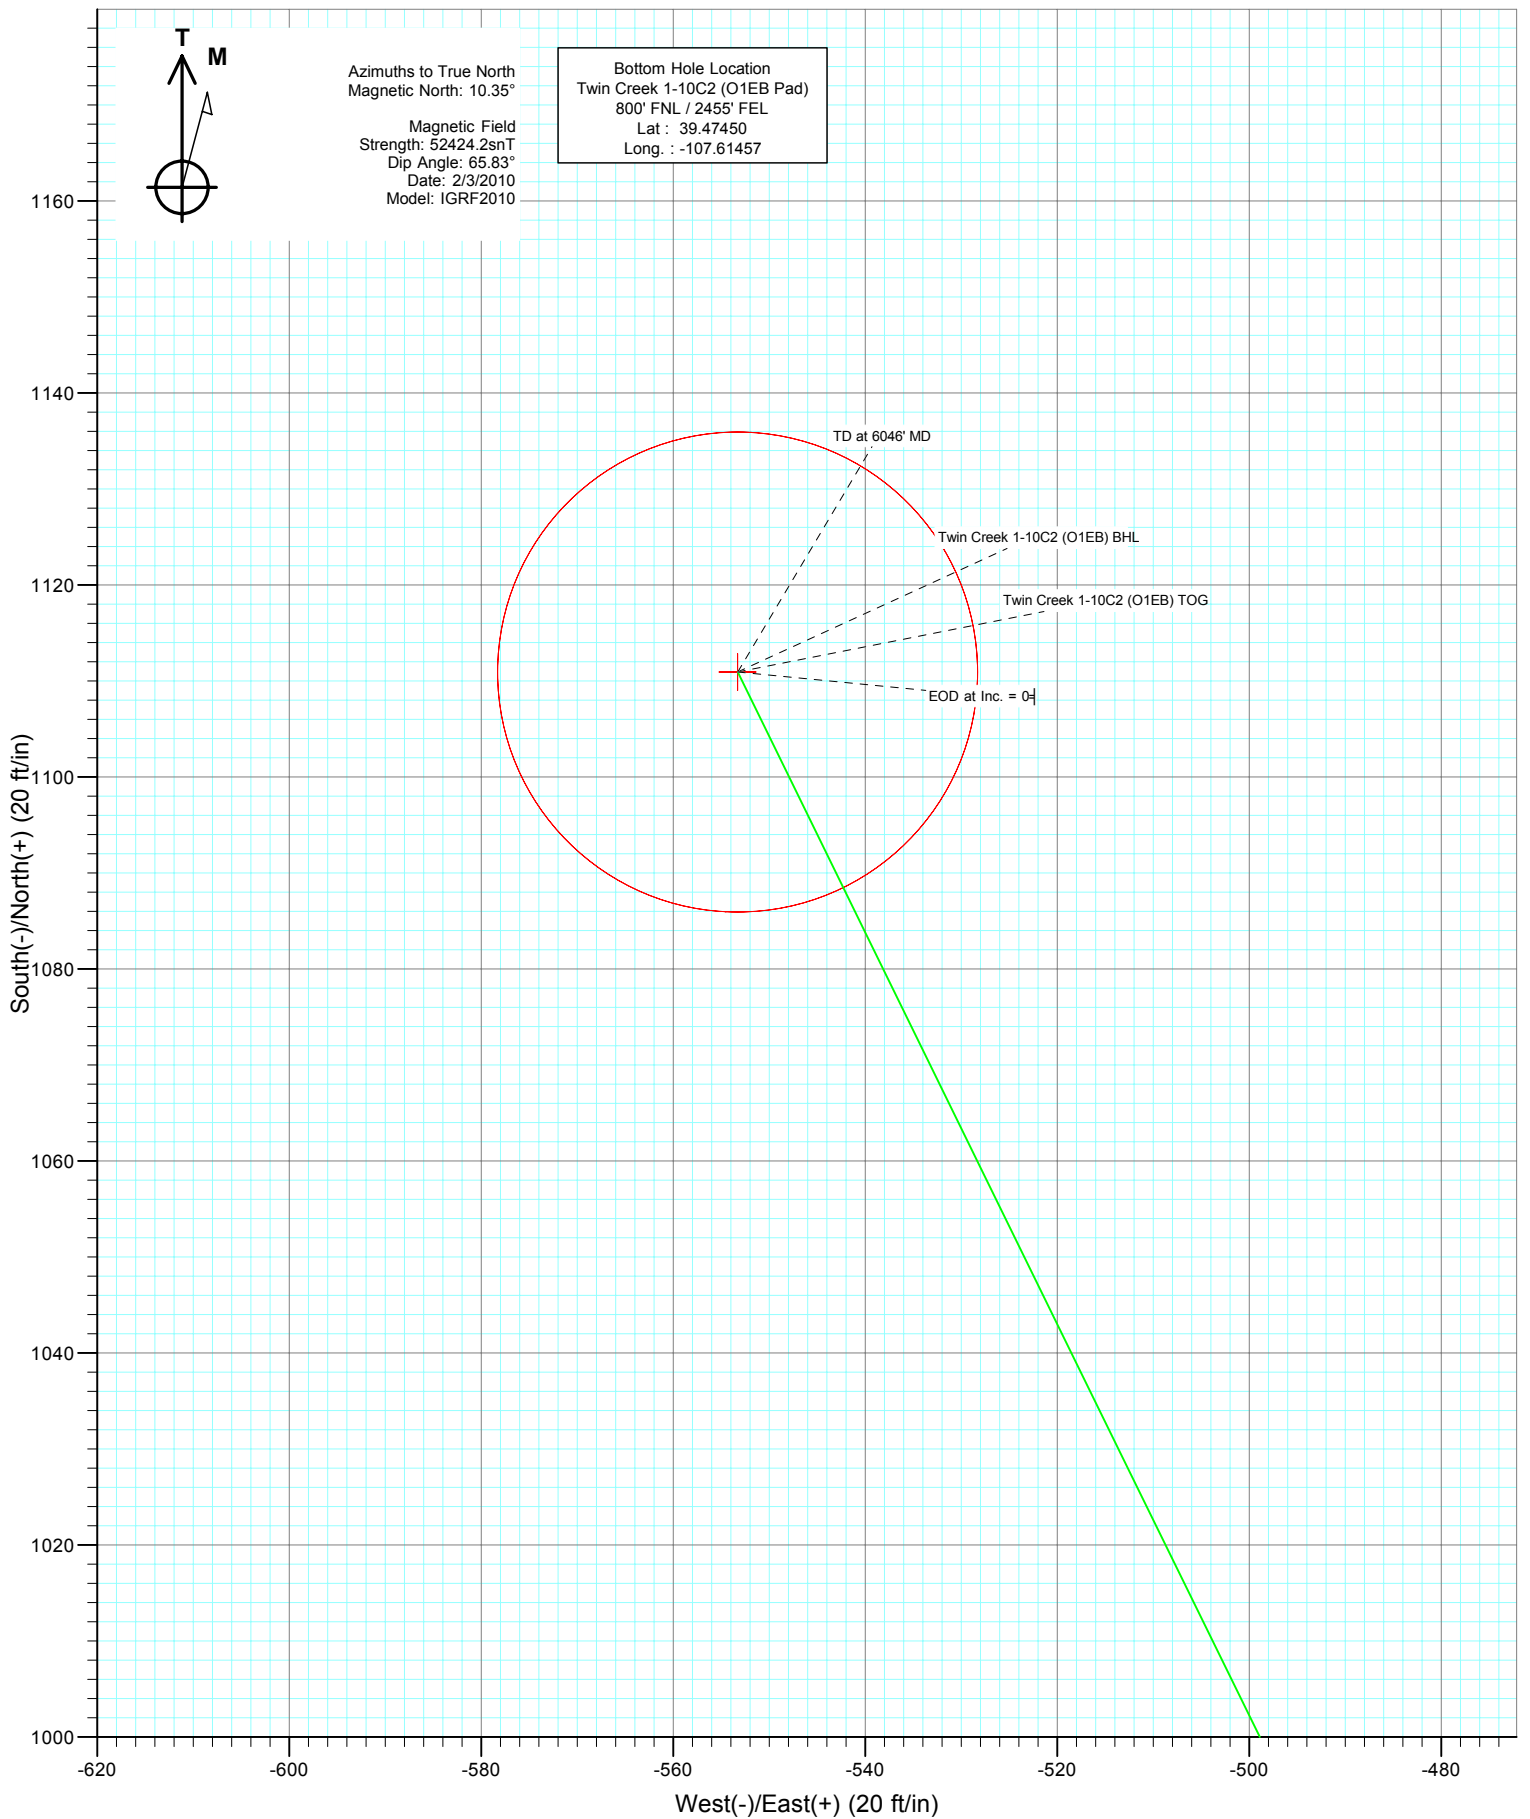 T
M
Azimuths to True North
Magnetic North: 10.35°
Magnetic Field
Strength: 52424.2snT
Dip Angle: 65.83°
Date: 2/3/2010
Model: IGRF2010
Bottom Hole Location
Twin Creek 1-10C2 (O1EB Pad)
800' FNL / 2455' FEL
Lat : 39.47450
Long. : -107.61457
1160
1140
TD at 6046' MD
Twin Creek 1-10C2 (O1EB) BHL
1120
Twin Creek 1-10C2 (O1EB) TOG
EOD at Inc. = 0
South(-)/North(+) (20 ft/in)
1100
1080
1060
1040
1020
1000
-620
-600
-580
-560
-540
-520
-500
-480
West(-)/East(+) (20 ft/in)